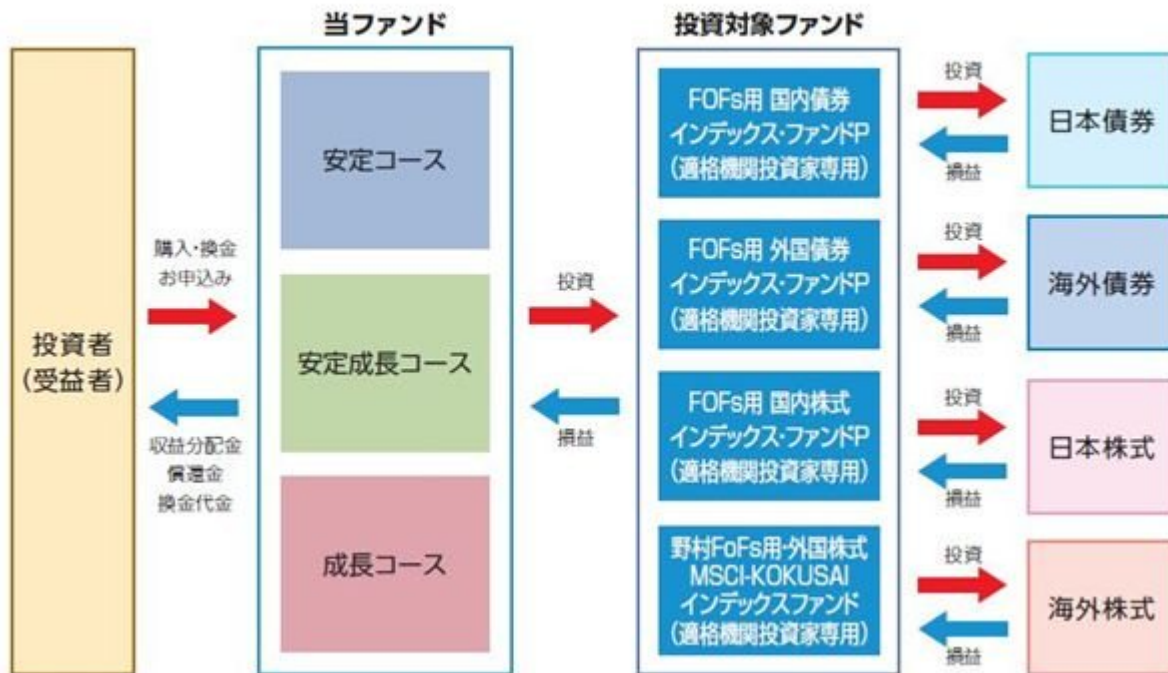 当ファンド
投資対象ファンド
投資者
(受益者)
購入・換金
お申込み
収益分配金
償還金
換金代金
安定コース
安定成長コース
成長コース
投資
損益
FOFs用 国内債券
インデックス・ファンドP
(適格機関投資家専用)
投資
損益
日本債券
FOFs用 外国債券
インデックス・ファンドP
(適格機関投資家専用)
投資
損益
海外債券
FOFs用 国内株式
インデックス・ファンドP
(適格機関投資家専用)
投資
損益
日本株式
野村FoFs用・外国株式
MSCI-KOKUSAI
インデックスファンド
(適格機関投資家専用)
投資
損益
海外株式